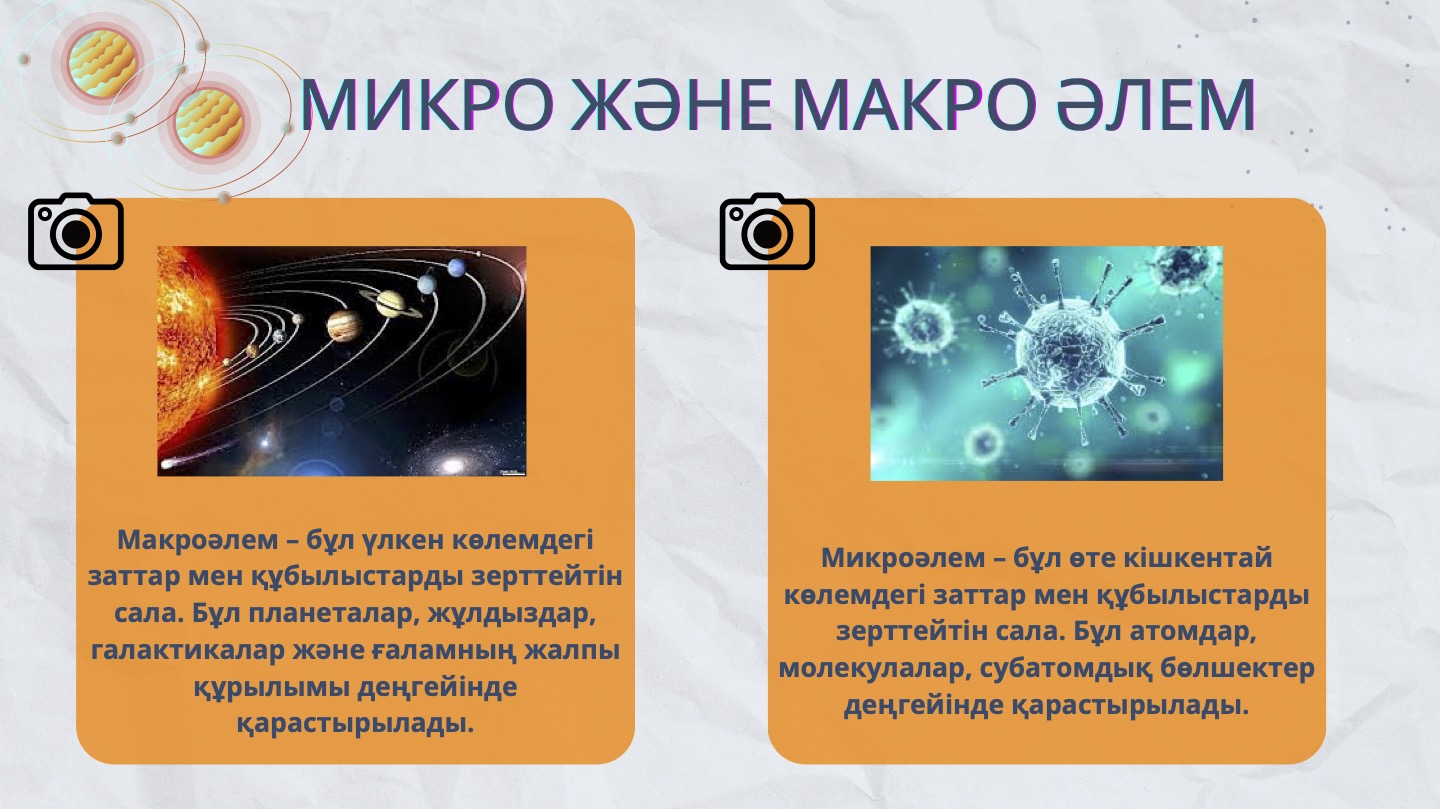 МИКРО ЖӘНЕ МАКРО ӘЛЕМ
Макроәлем – бұл үлкен көлемдегі
заттар мен құбылыстарды зерттейтін
сала. Бұл планеталар, жұлдыздар,
галактикалар және ғаламның жалпы
құрылымы деңгейінде
қарастырылады.
Микроәлем – бұл өте кішкентай
көлемдегі заттар мен құбылыстарды
зерттейтін сала. Бұл атомдар,
молекулалар, субатомдық бөлшектер
деңгейінде қарастырылады.